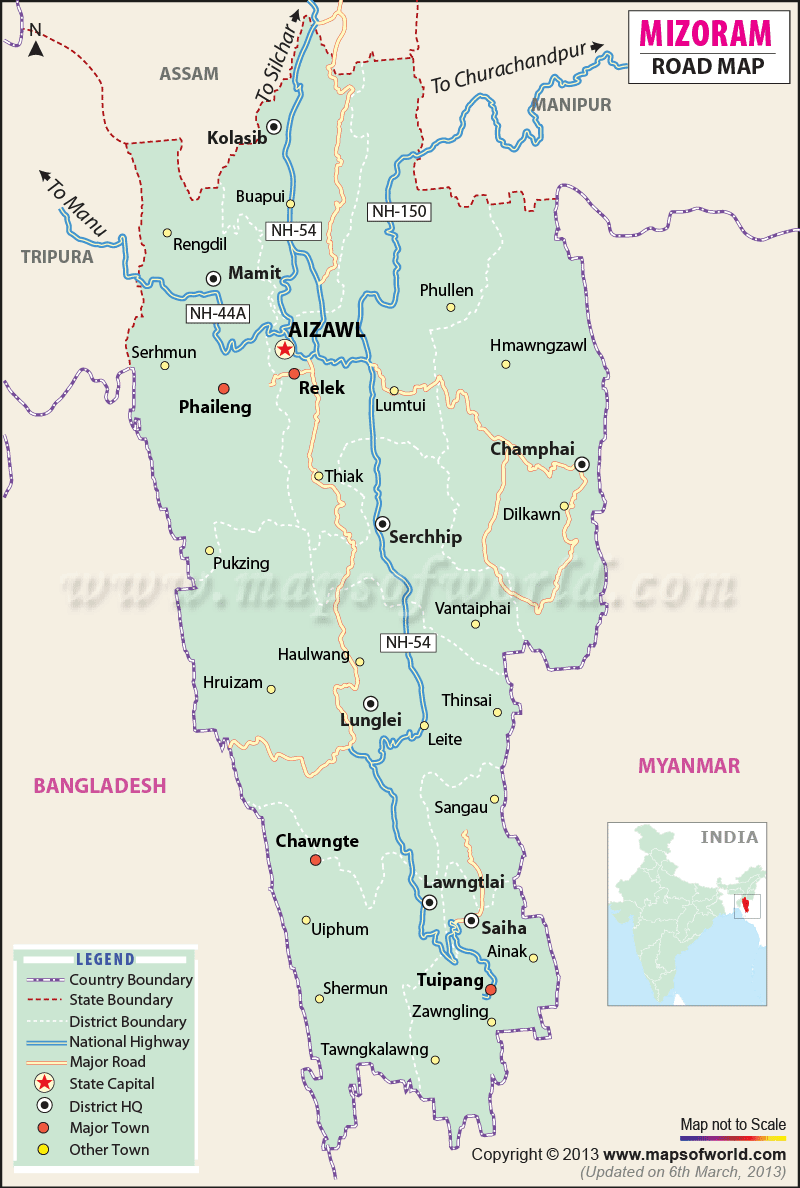 N
MIZORAM
ROAD MAP
ASSAM
To Silchar
To Churachandpur
MANIPUR
Kolasib
To Manu
Buapui
NH-54
NH-150
TRIPURA
Rengdil
Mamit
Phullen
NH-44A
AIZAWL
Serhmun
Hmawngzawl
Relek
Phaileng
Lumtui
Champhai
Thiak
Dilkawn
Serchhip
Pukzing
www.mapsofworld.com
Vantaiphai
NH-54
Haulwang
Hruizam
Thinsai
Lunglei
Leite
BANGLADESH
MYANMAR
Sangau
INDIA
Chawngte
Lawngtlai
Uiphum
Saiha
Ainak
Tuipang
Shermun
Zawngling
Tawngkalawng
LEGEND
Country Boundary
State Boundary
District Boundary
National Highway
Major Road
State Capital
District HQ
Major Town
Other Town
Map not to Scale
Copyright © 2013 www.mapsofworld.com
(Updated on 6th March, 2013)